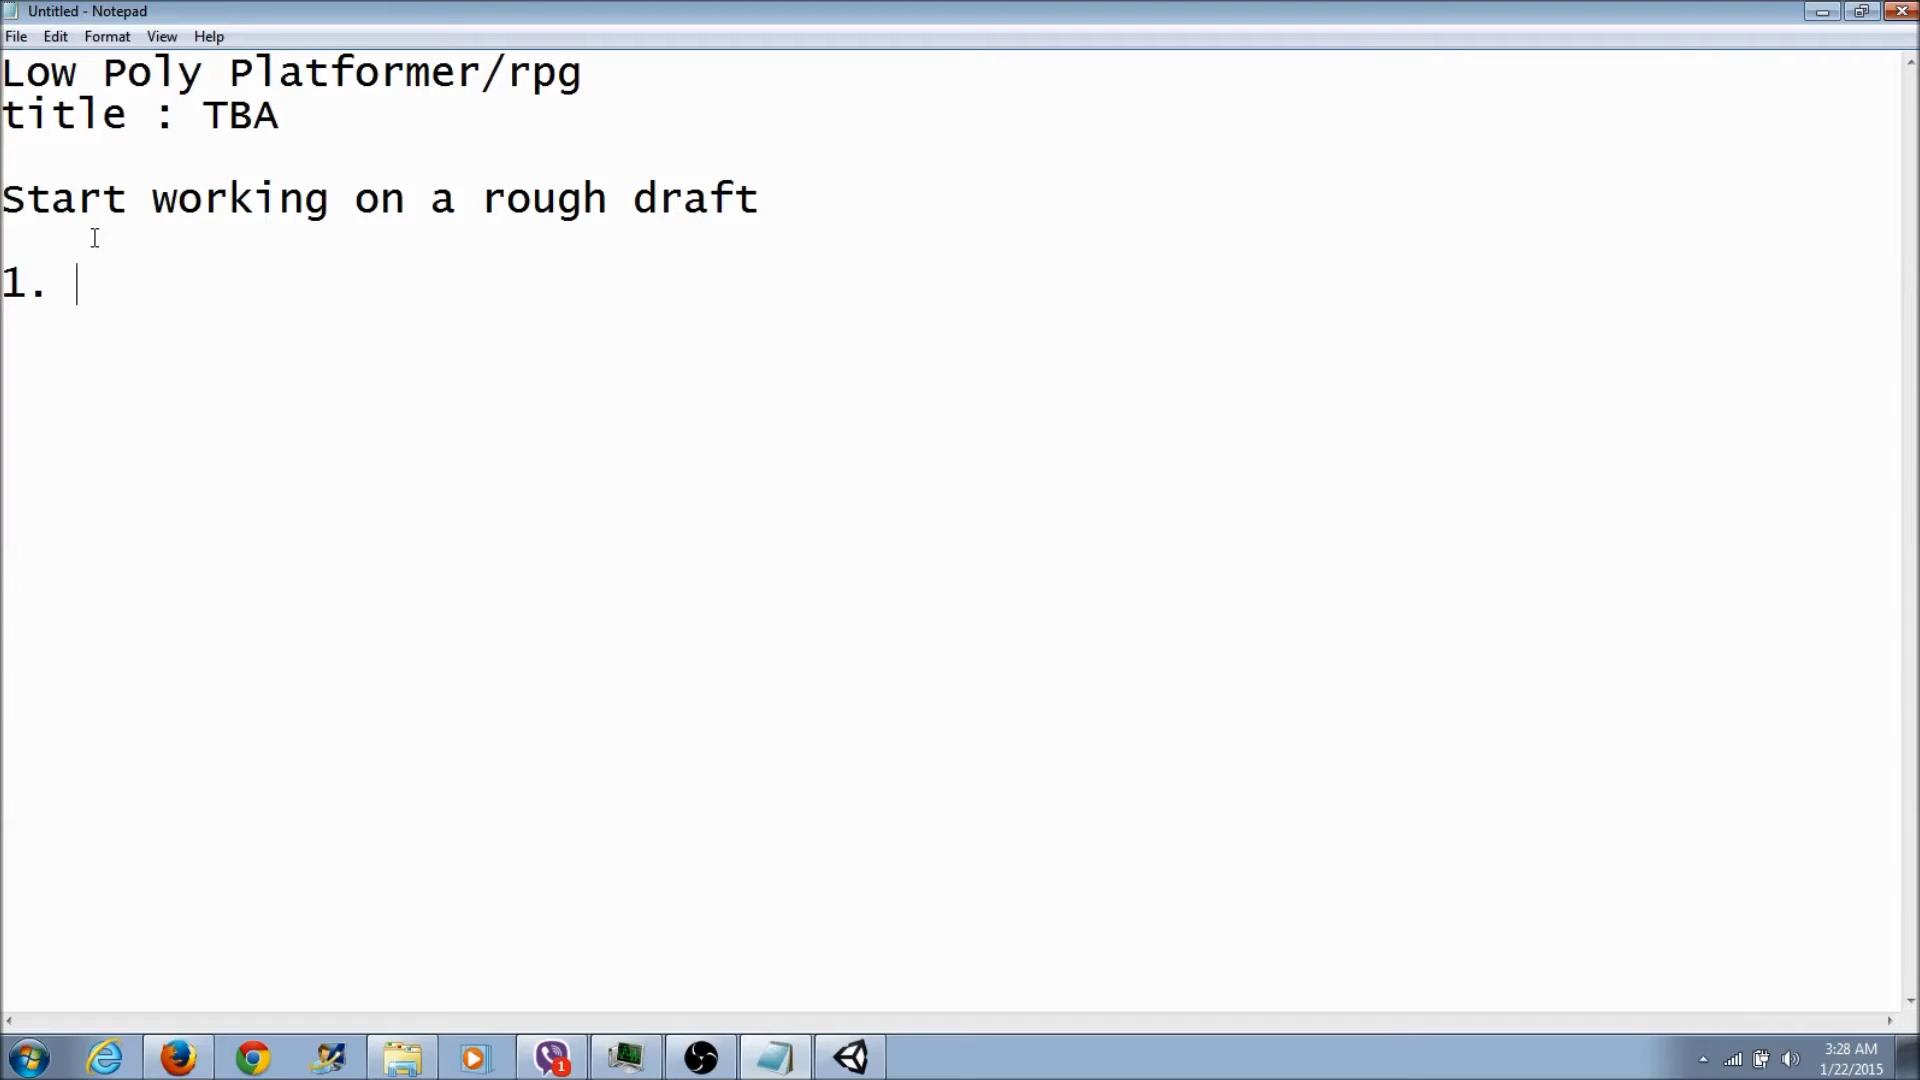 Untitled - Notepad
File Edit Format View Help
Low Poly Platformer/rpg
title : TBA
Start working on a rough draft
1.
1
3:28 AM
1/22/2015